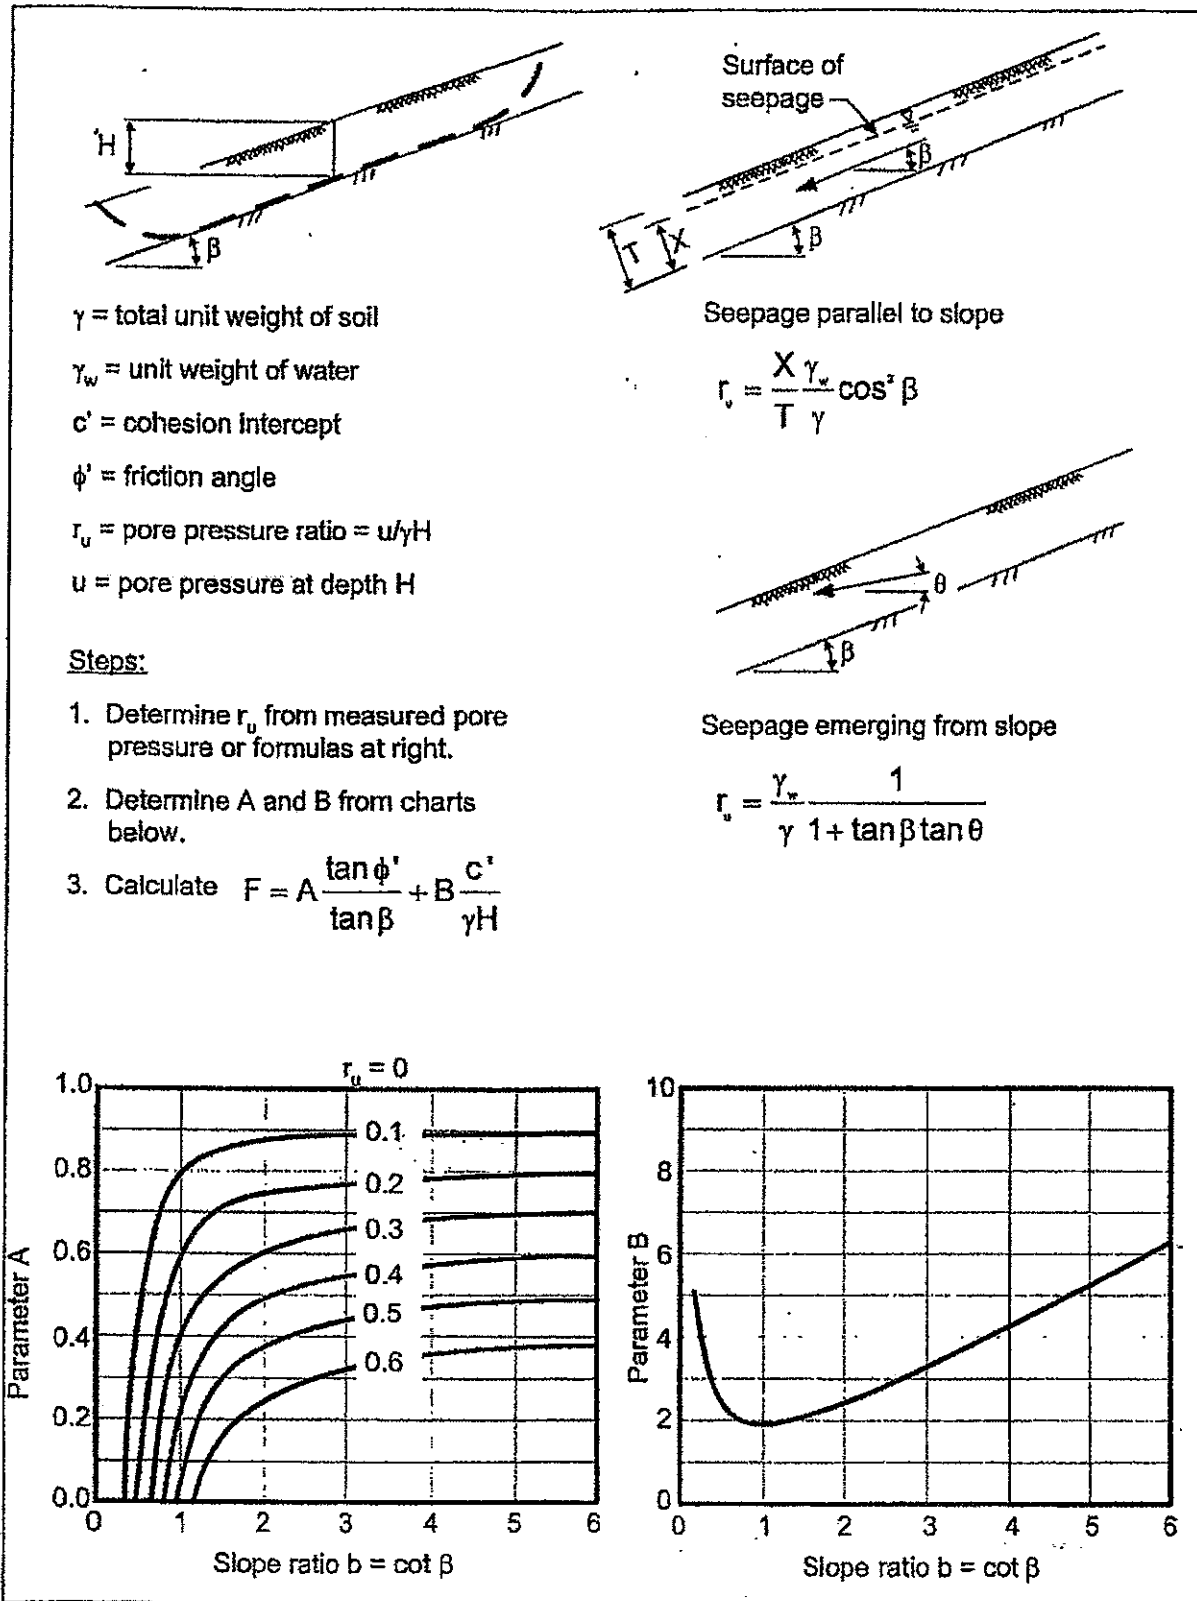 H
β
γ = total unit weight of soil
γw = unit weight of water
c' = cohesion intercept
ϕ' = friction angle
ru = pore pressure ratio = u/γH
u = pore pressure at depth H
Steps:
1. Determine ru from measured pore
pressure or formulas at right.
2. Determine A and B from charts
below.
3. Calculate F = A tan ϕ' / tan β + B c' / γH
Surface of
seepage
β
β
T
X
Seepage parallel to slope
ru = X/T γw/γ cos² β
θ
β
Seepage emerging from slope
ru = γw/γ 1/(1 + tan β tan θ)
ru = 0
0.1
0.2
0.3
0.4
0.5
0.6
1.0
0.8
0.6
0.4
0.2
0.0
Parameter A
0 1 2 3 4 5 6
Slope ratio b = cot β
10
8
6
4
2
0
Parameter B
0 1 2 3 4 5 6
Slope ratio b = cot β